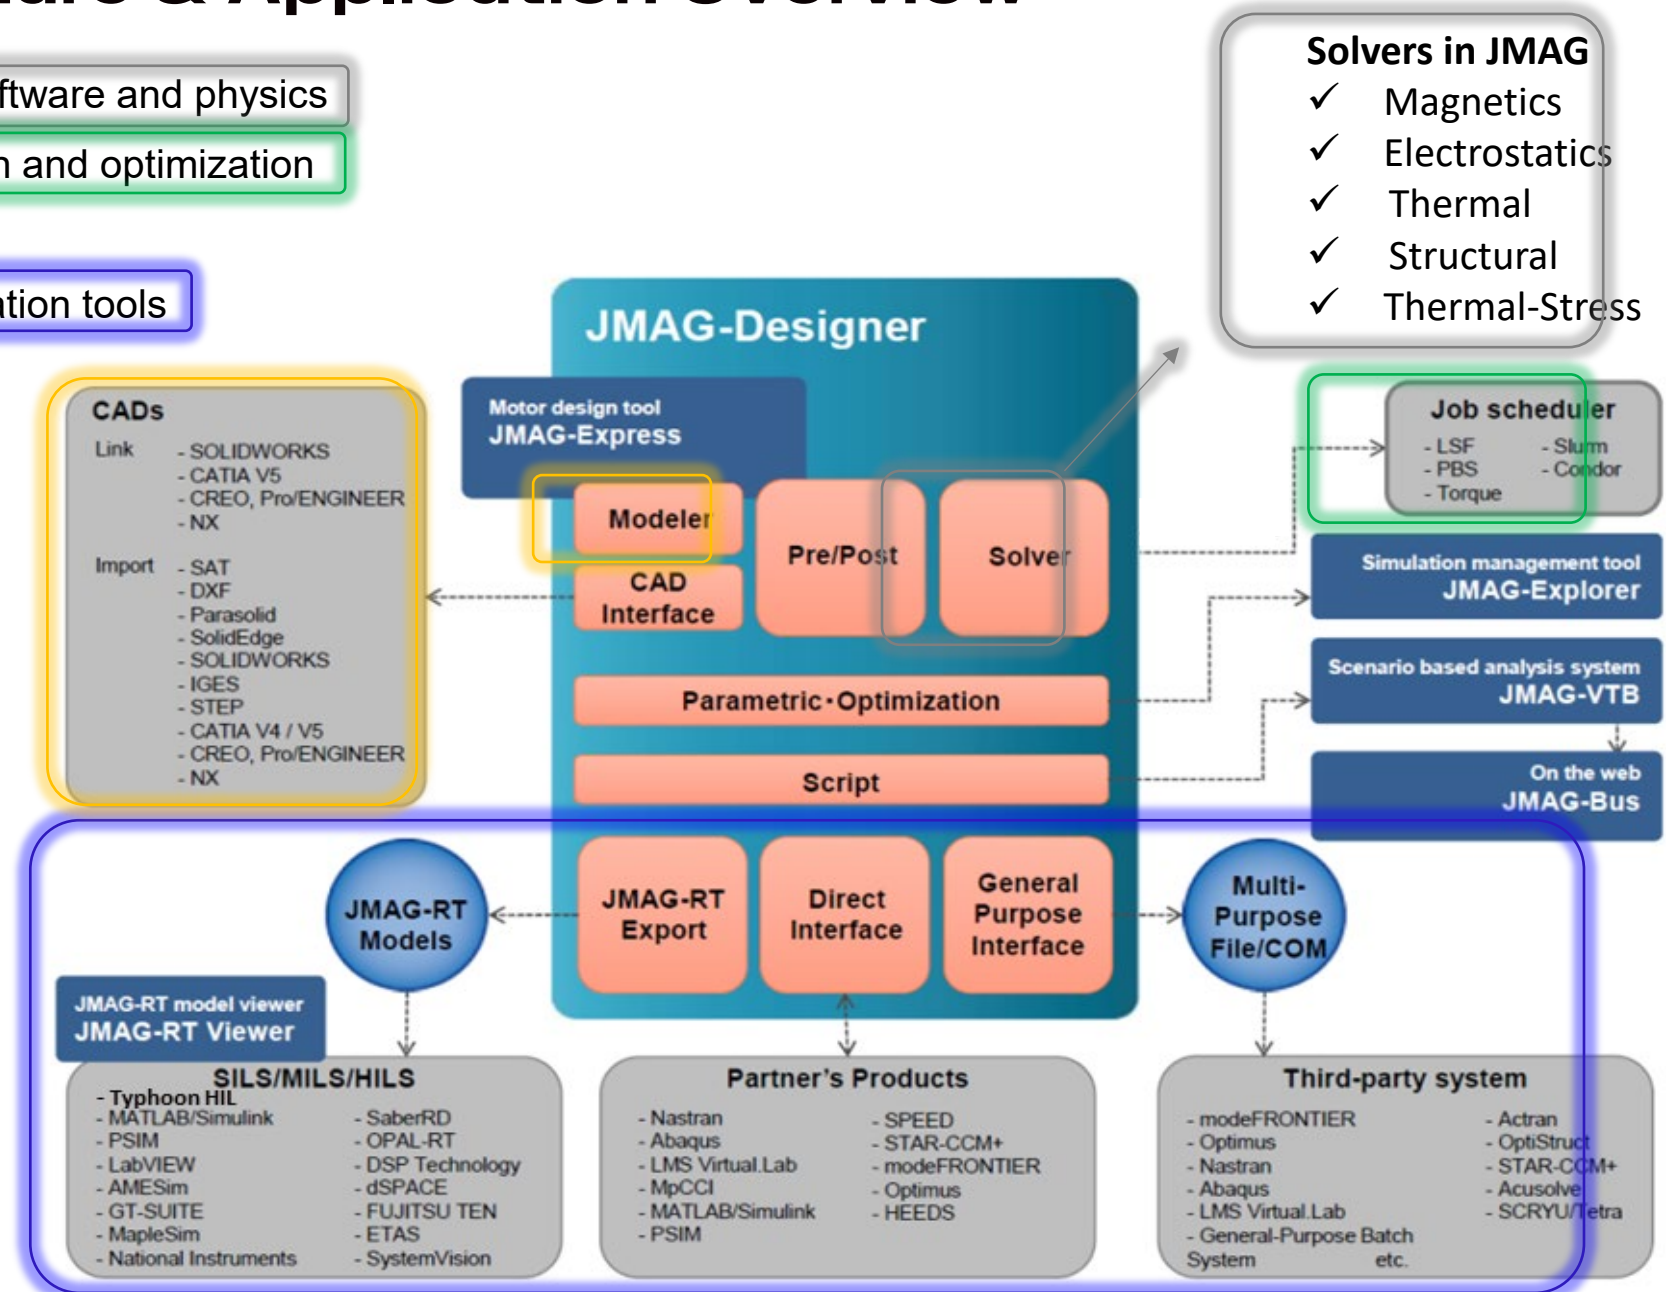 & Application Overview
Solvers in JMAG
✓ Magnetics
✓ Electrostatics
✓ Thermal
✓ Structural
✓ Thermal-Stress
and physics
and optimization
tools
JMAG-Designer
Motor design tool
JMAG-Express
Modeler
CAD
Interface
Pre/Post
Solver
Parametric・Optimization
Script
JMAG-RT
Export
Direct
Interface
General
Purpose
Interface
CADs
Link - SOLIDWORKS
- CATIA V5
- CREO, Pro/ENGINEER
- NX
Import - SAT
- DXF
- Parasolid
- SolidEdge
- SOLIDWORKS
- IGES
- STEP
- CATIA V4 / V5
- CREO, Pro/ENGINEER
- NX
Job scheduler
- LSF - Slurm
- PBS - Condor
- Torque
Simulation management tool
JMAG-Explorer
Scenario based analysis system
JMAG-VTB
On the web
JMAG-Bus
JMAG-RT
Models
Multi-
Purpose
File/COM
JMAG-RT model viewer
JMAG-RT Viewer
SILS/MILS/HILS
- Typhoon HIL
- MATLAB/Simulink - SaberRD
- PSIM - OPAL-RT
- LabVIEW - DSP Technology
- AMESim - dSPACE
- GT-SUITE - FUJITSU TEN
- MapleSim - ETAS
- National Instruments - SystemVision
Partner's Products
- Nastran - SPEED
- Abaqus - STAR-CCM+
- LMS Virtual.Lab - modeFRONTIER
- MpCCI - Optimus
- MATLAB/Simulink - HEEDS
- PSIM
Third-party system
- modeFRONTIER - Actran
- Optimus - OptiStruct
- Nastran - STAR-CCM+
- Abaqus - Acusolve
- LMS Virtual.Lab - SCRYU/Tetra
- General-Purpose Batch
System etc.